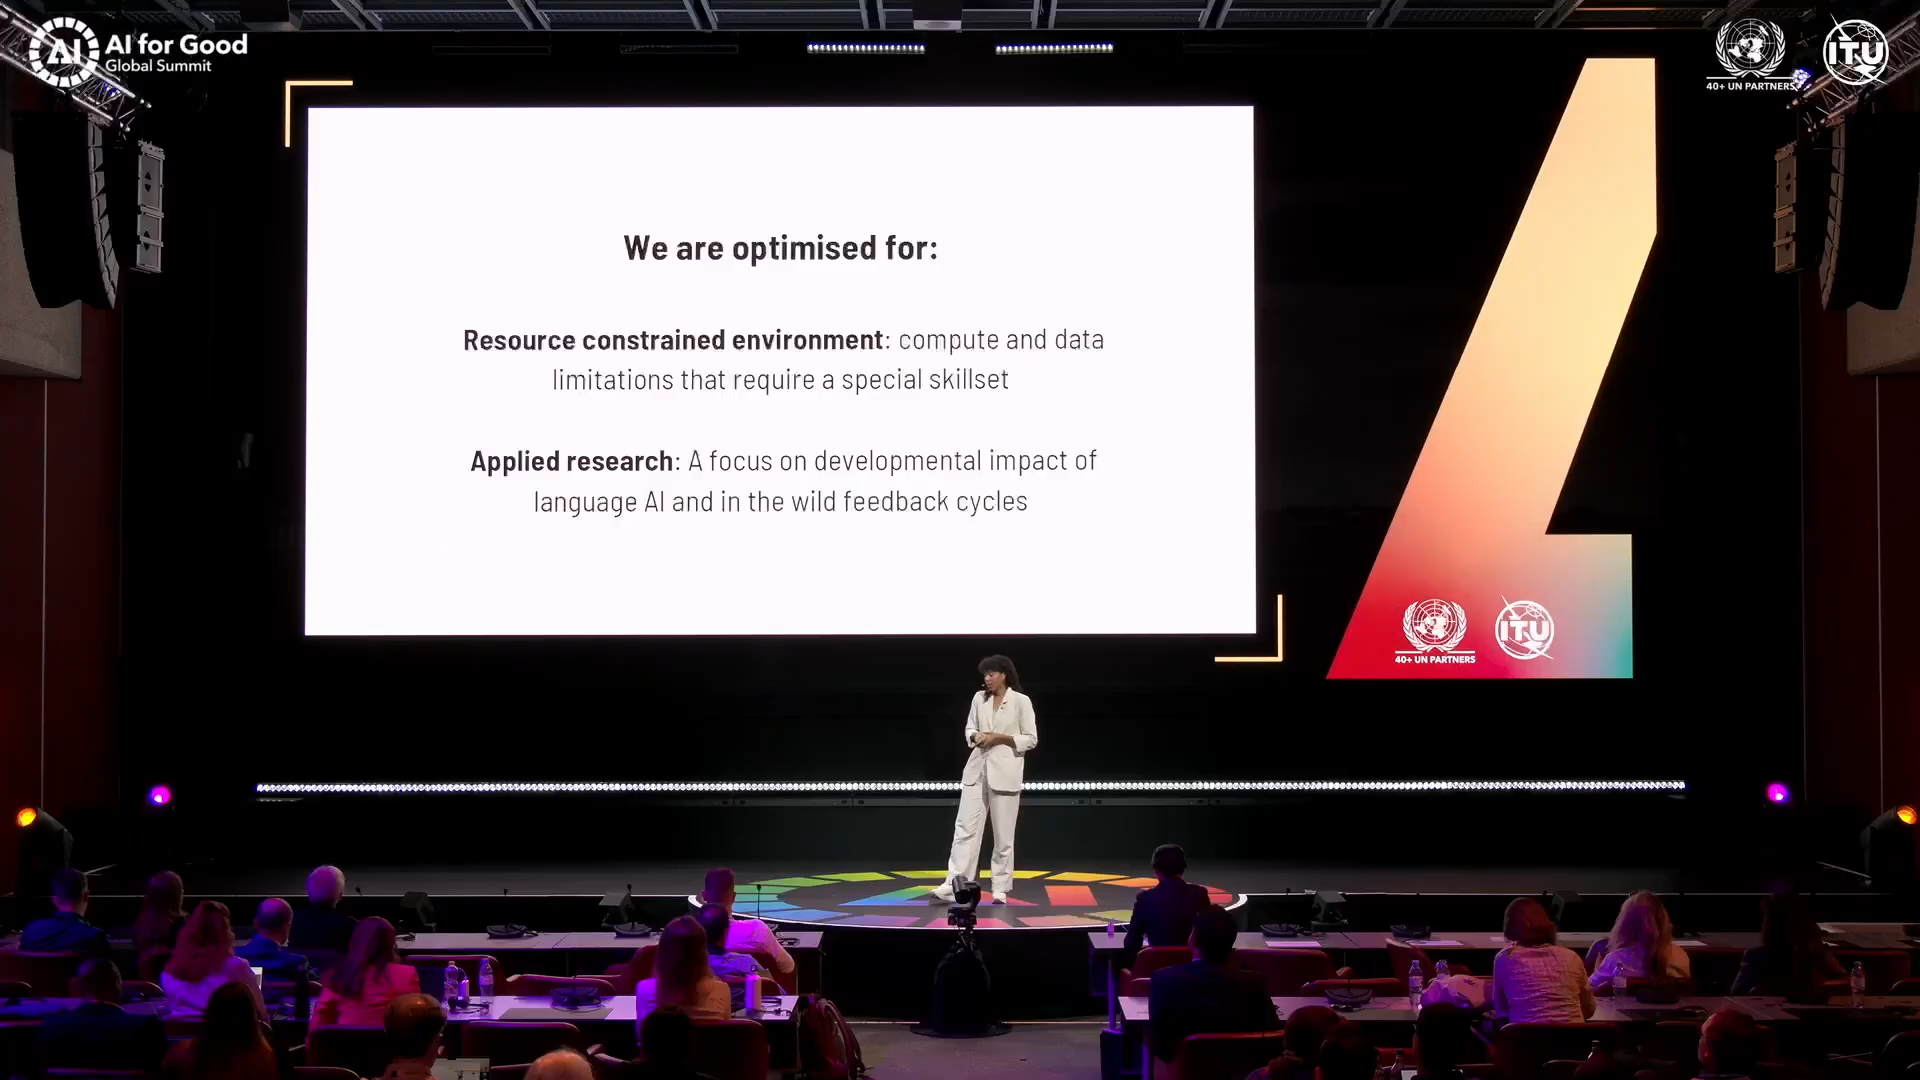 AI
AI for Good
Global Summit
40+ UN PARTNERS
ITU
We are optimised for:
Resource constrained environment: compute and data
limitations that require a special skillset
Applied research: A focus on developmental impact of
language AI and in the wild feedback cycles
40+ UN PARTNERS
ITU
AI